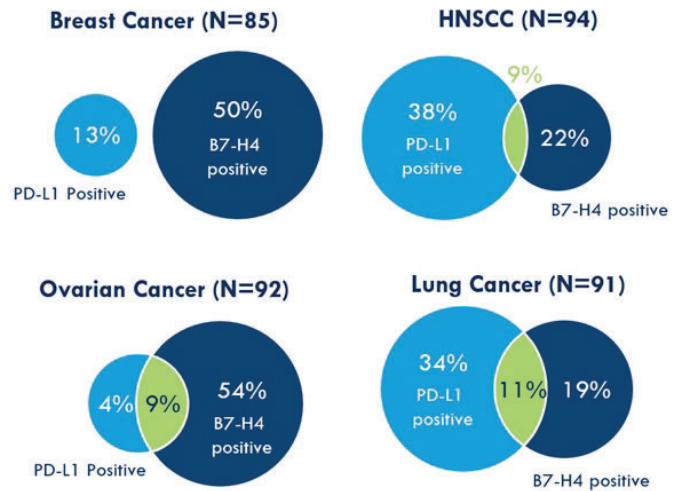 Breast Cancer (N=85)
13%
PD-L1 Positive
50%
B7-H4
positive
HNSCC (N=94)
9%
38%
PD-L1
positive
22%
B7-H4 positive
Ovarian Cancer (N=92)
4%
9%
54%
B7-H4
positive
PD-L1 Positive
Lung Cancer (N=91)
34%
PD-L1
positive
11%
19%
B7-H4 positive